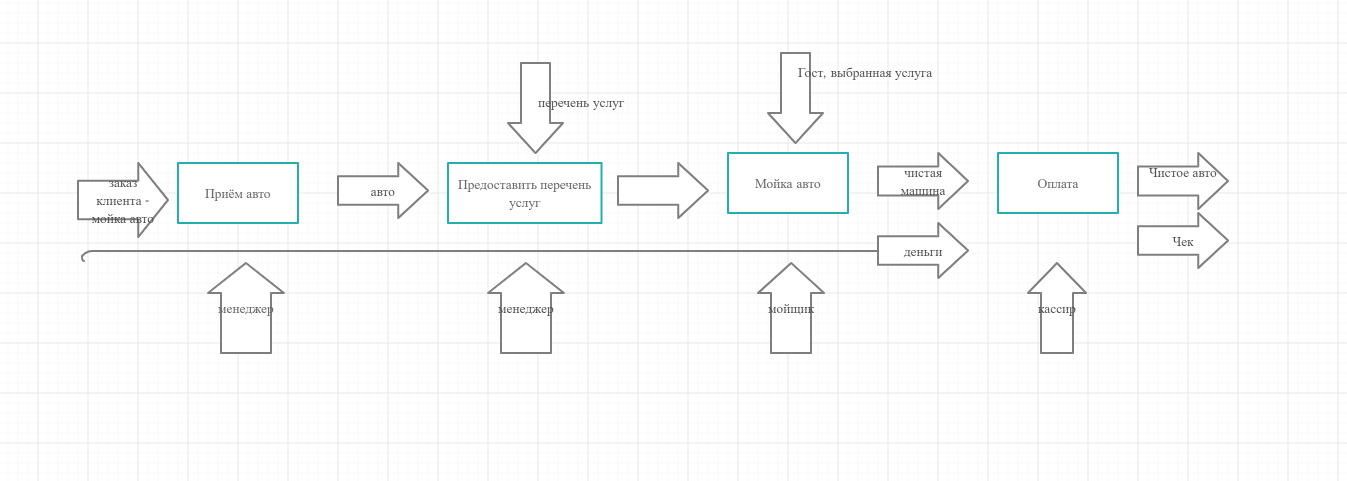 перечень услуг
Гост, выбранная услуга
заказ
клиента -
мойка авто
Приём авто
авто
Предоставить перечень
услуг
Мойка авто
чистая
машина
Оплата
Чистое авто
деньги
Чек
менеджер
менеджер
мойщик
кассир